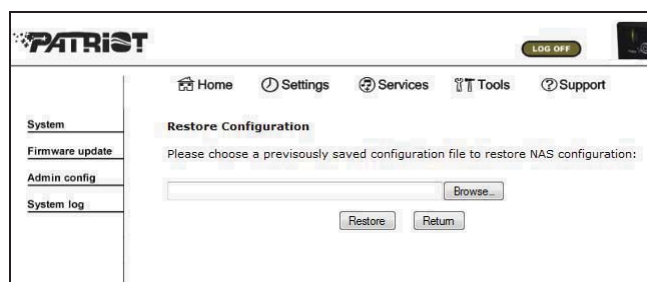 PATRIOT
LOG OFF
Home Settings Services Tools Support
System
Firmware update
Admin config
System log
Restore Configuration
Please choose a previsously saved configuration file to restore NAS configuration:
Browse...
Restore Return